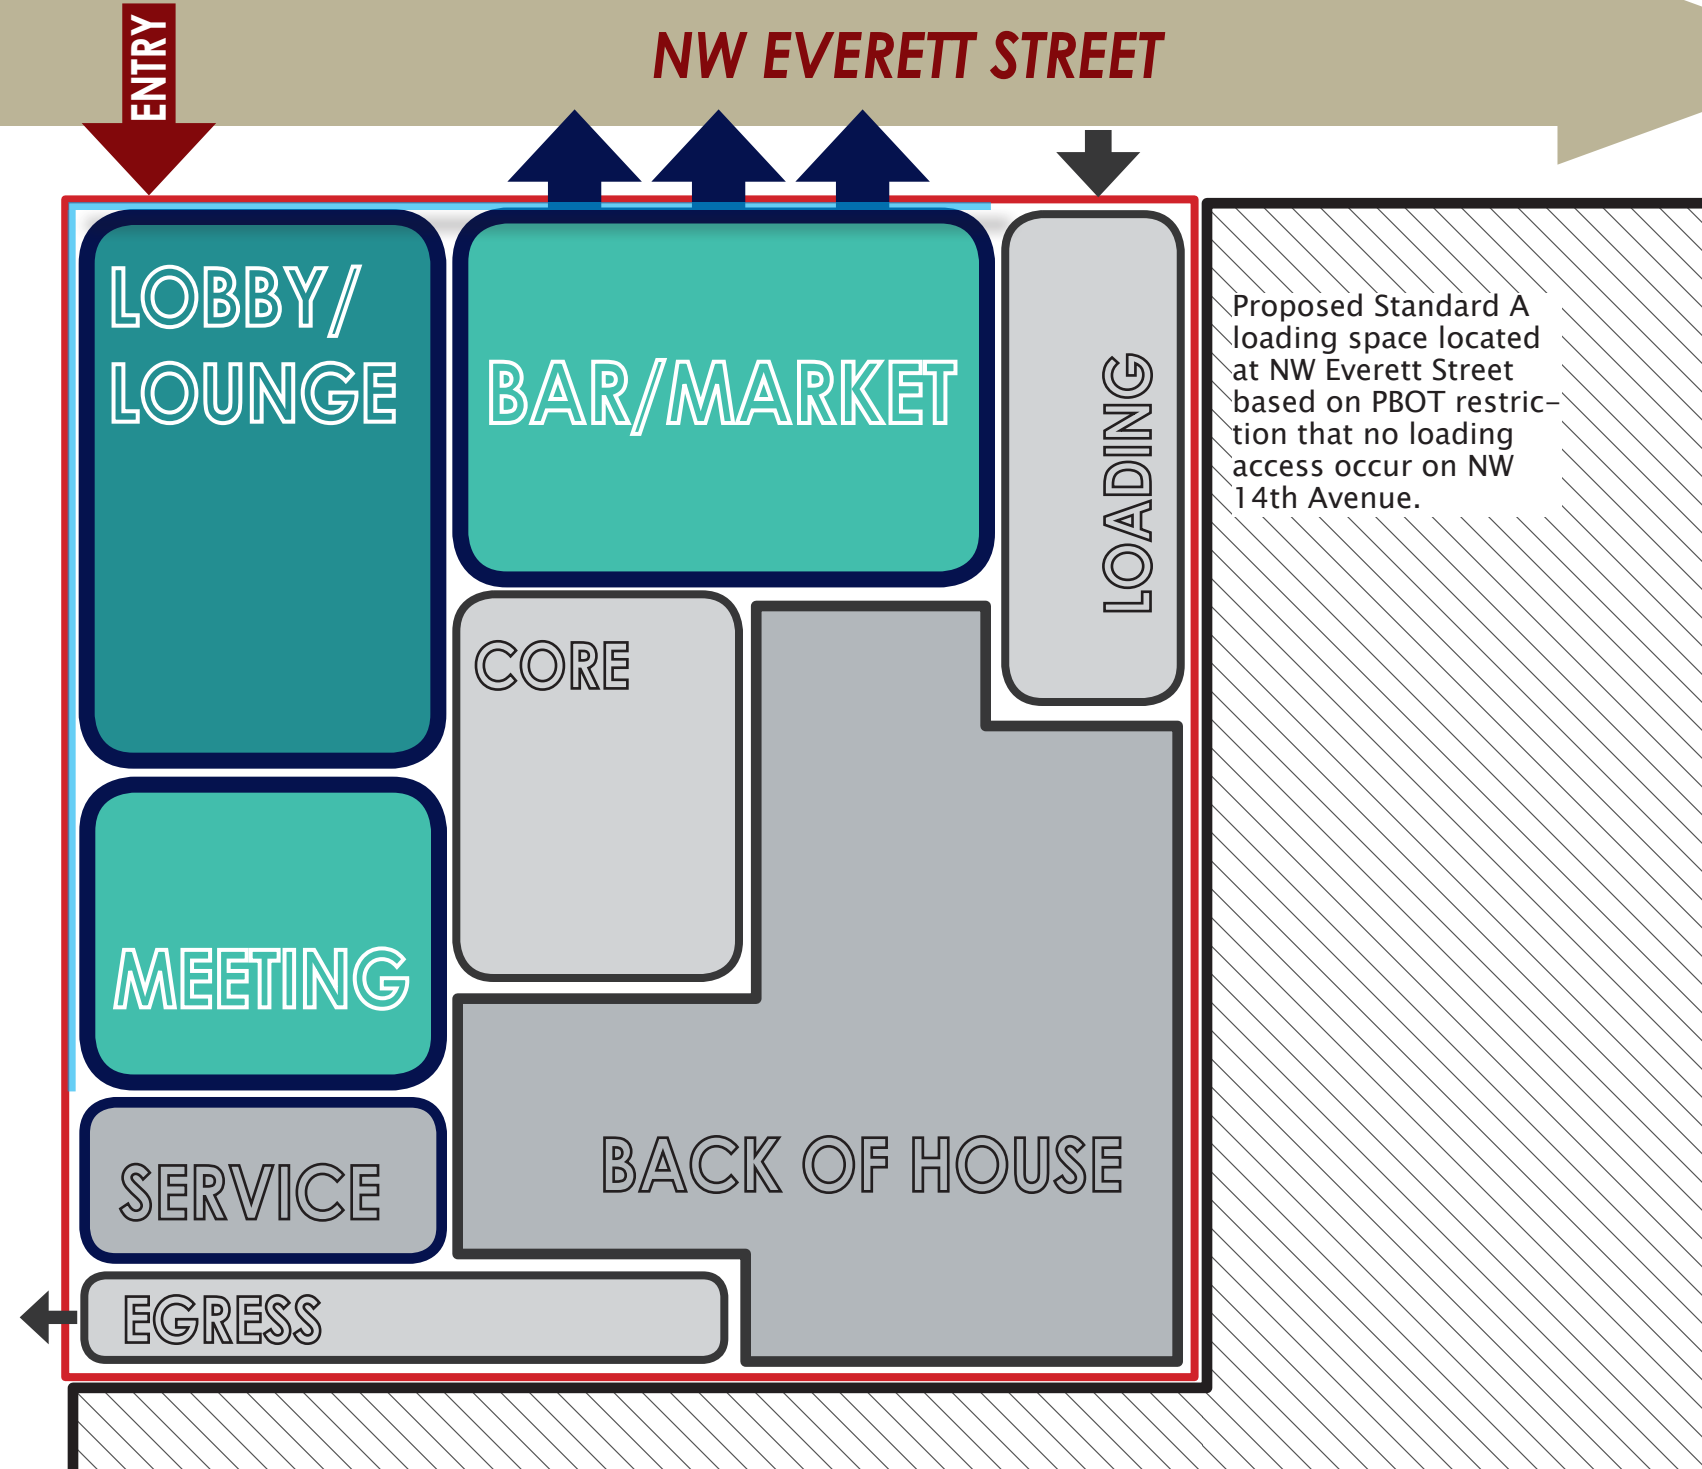 ENTRY
NW EVERETT STREET
LOBBY/
LOUNGE
BAR/MARKET
LOADING
Proposed Standard A
loading space located
at NW Everett Street
based on PBOT restric-
tion that no loading
access occur on NW
14th Avenue.
CORE
MEETING
BACK OF HOUSE
SERVICE
EGRESS